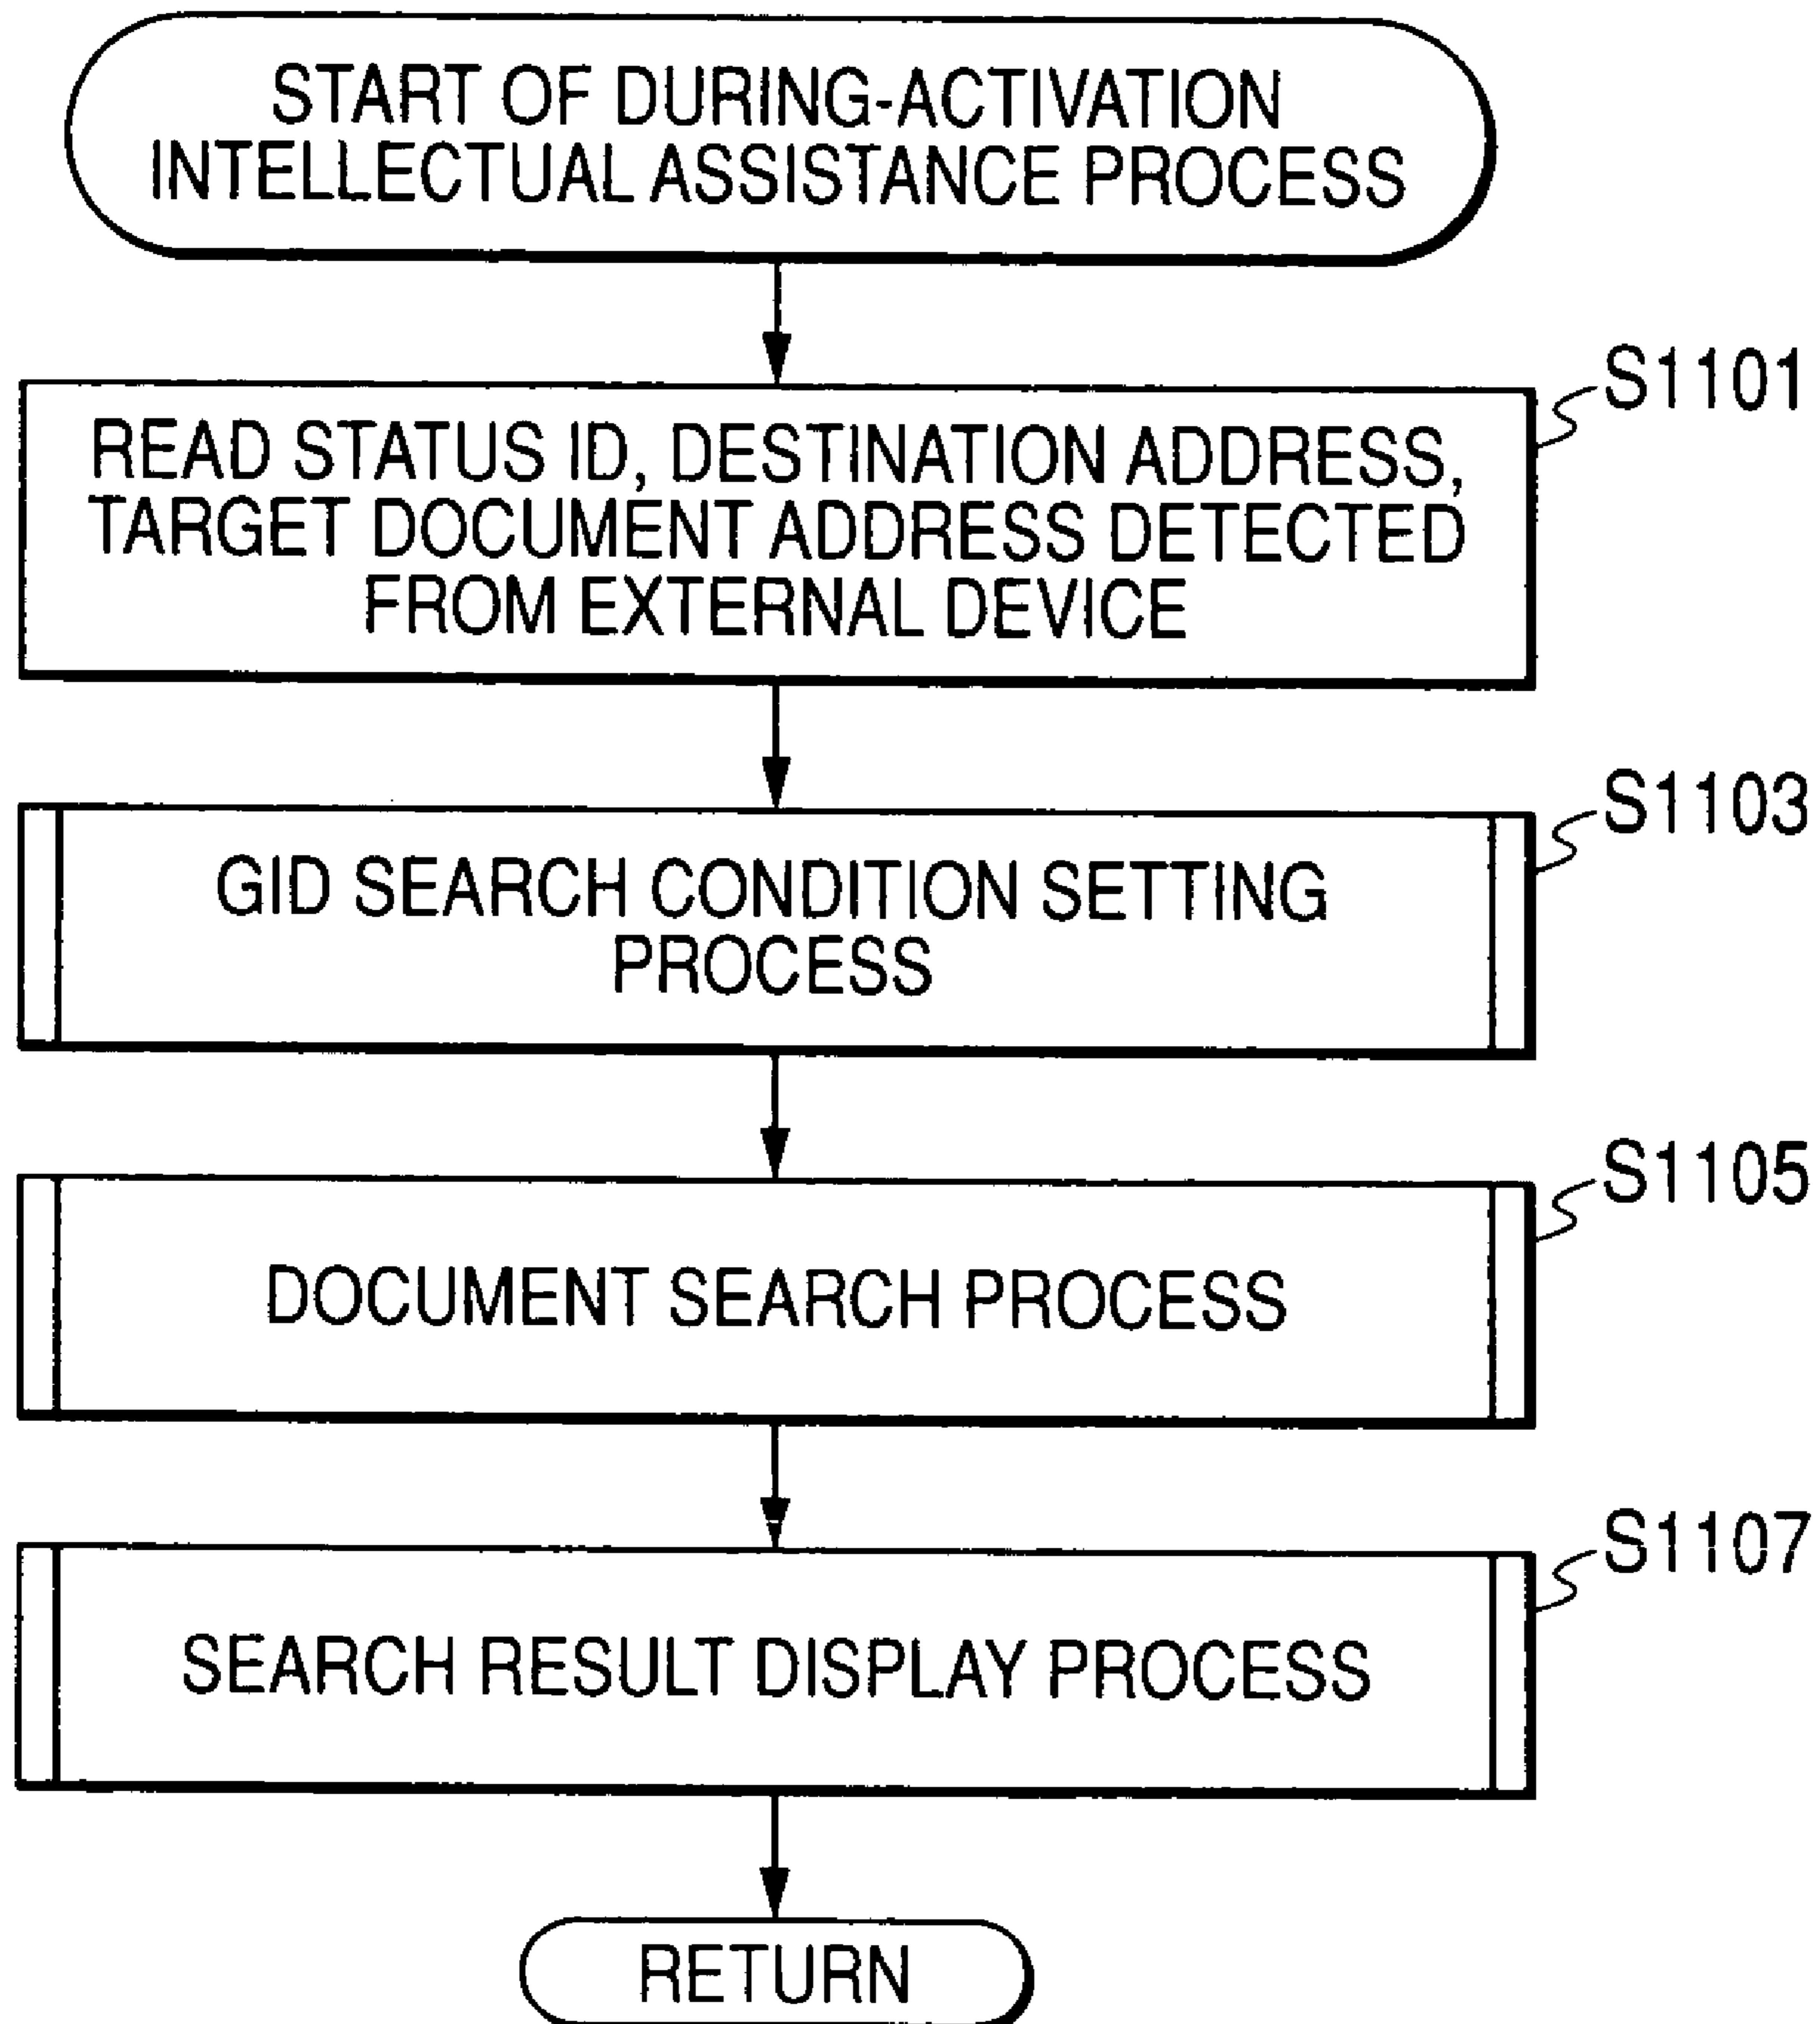 START OF DURING-ACTIVATION
INTELLECTUAL ASSISTANCE PROCESS
S1101
READ STATUS ID, DESTINATION ADDRESS,
TARGET DOCUMENT ADDRESS DETECTED
FROM EXTERNAL DEVICE
S1103
GID SEARCH CONDITION SETTING
PROCESS
S1105
DOCUMENT SEARCH PROCESS
S1107
SEARCH RESULT DISPLAY PROCESS
RETURN